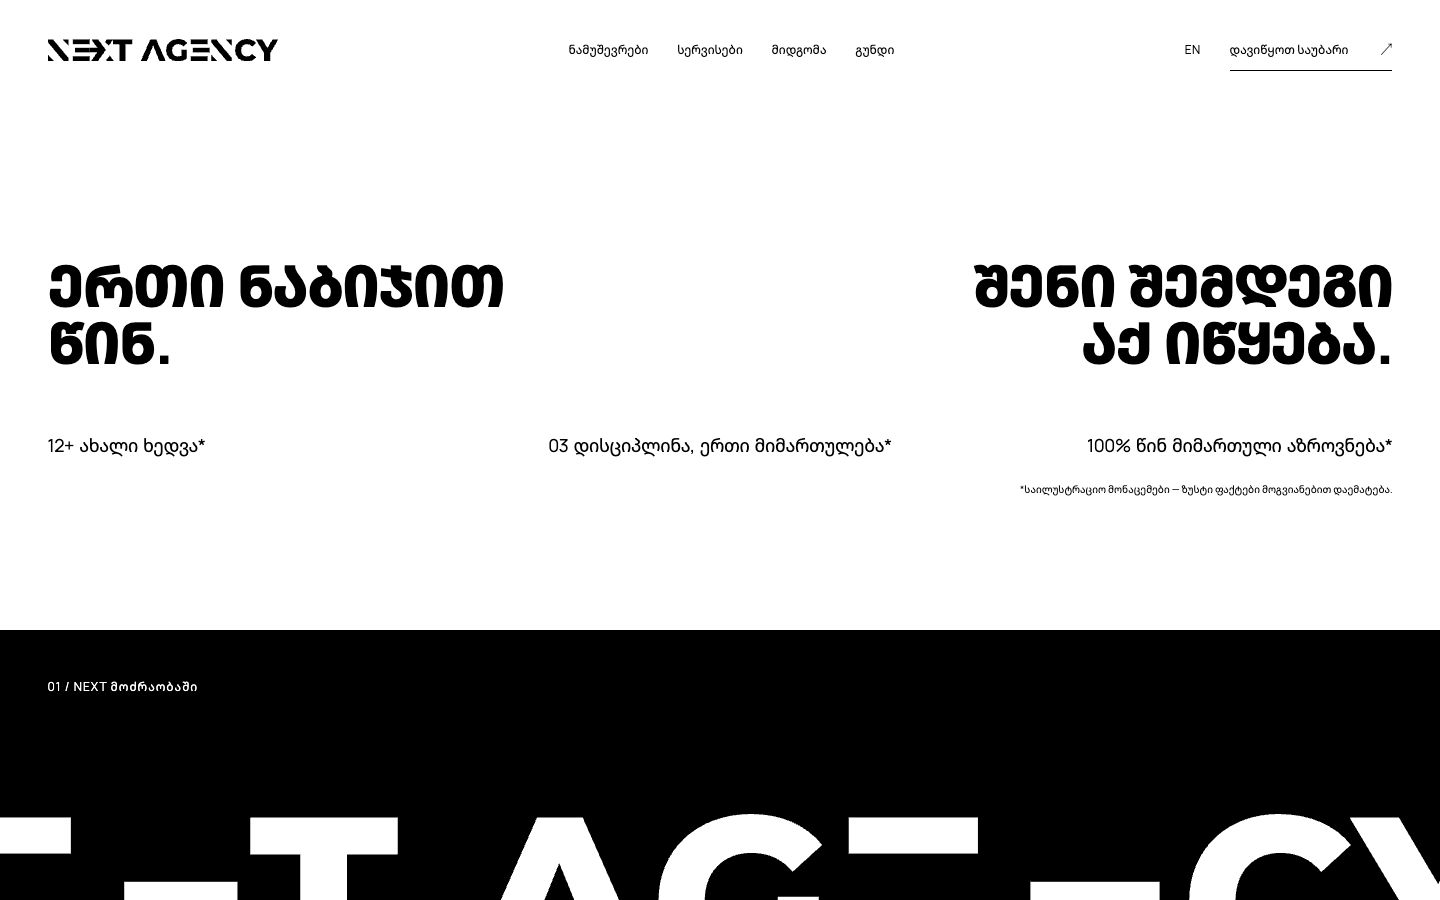 NEXT AGENCY
ნამუშევრები
სერვისები
მიდგომა
გუნდი
EN
დავიწყოთ საუბარი
ერთი ნაბიჯით
წინ.
შენი შემდეგი
აქ იწყება.
12+ ახალი ხედვა*
03 დისციპლინა, ერთი მიმართულება*
100% წინ მიმართული აზროვნება*
*საილუსტრაციო მონაცემები — ზუსტი ფაქტები მოგვიანებით დაემატება.
01 / NEXT მოძრაობაში